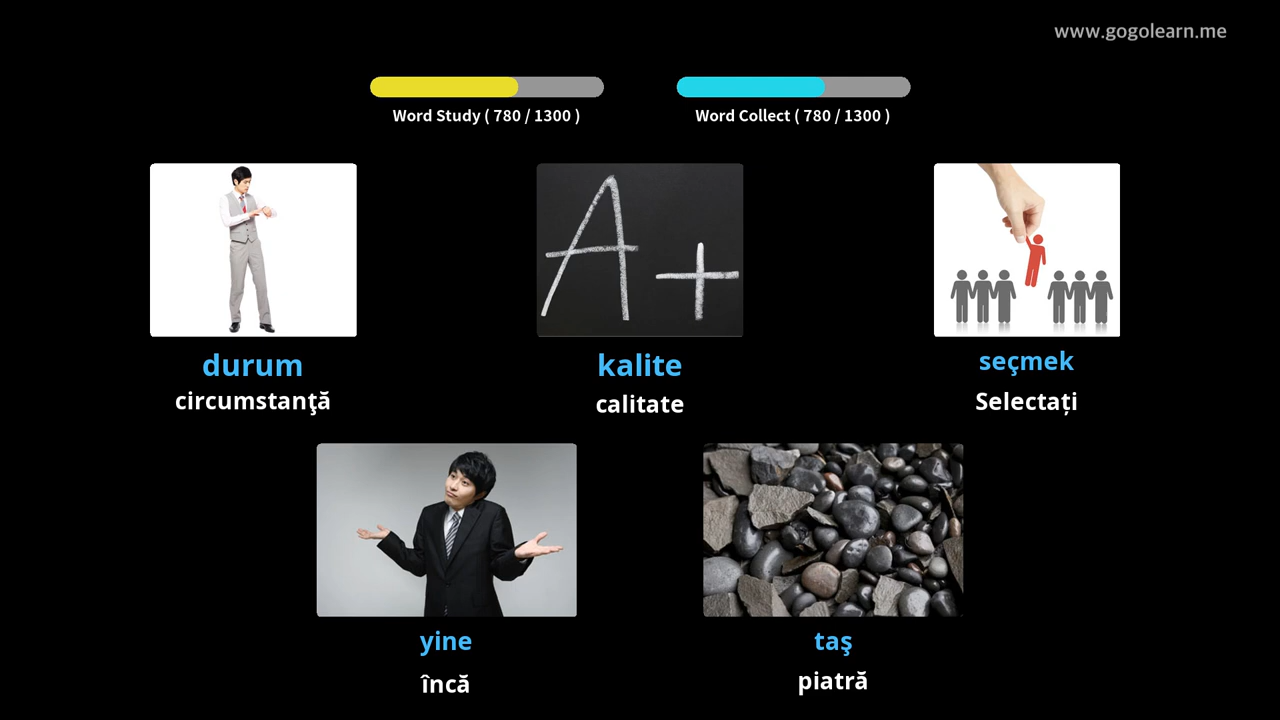 www.gogolearn.me
Word Study ( 780 / 1300 )
Word Collect ( 780 / 1300 )
A+
durum
circumstanţă
kalite
calitate
seçmek
Selectați
yine
încă
taş
piatră